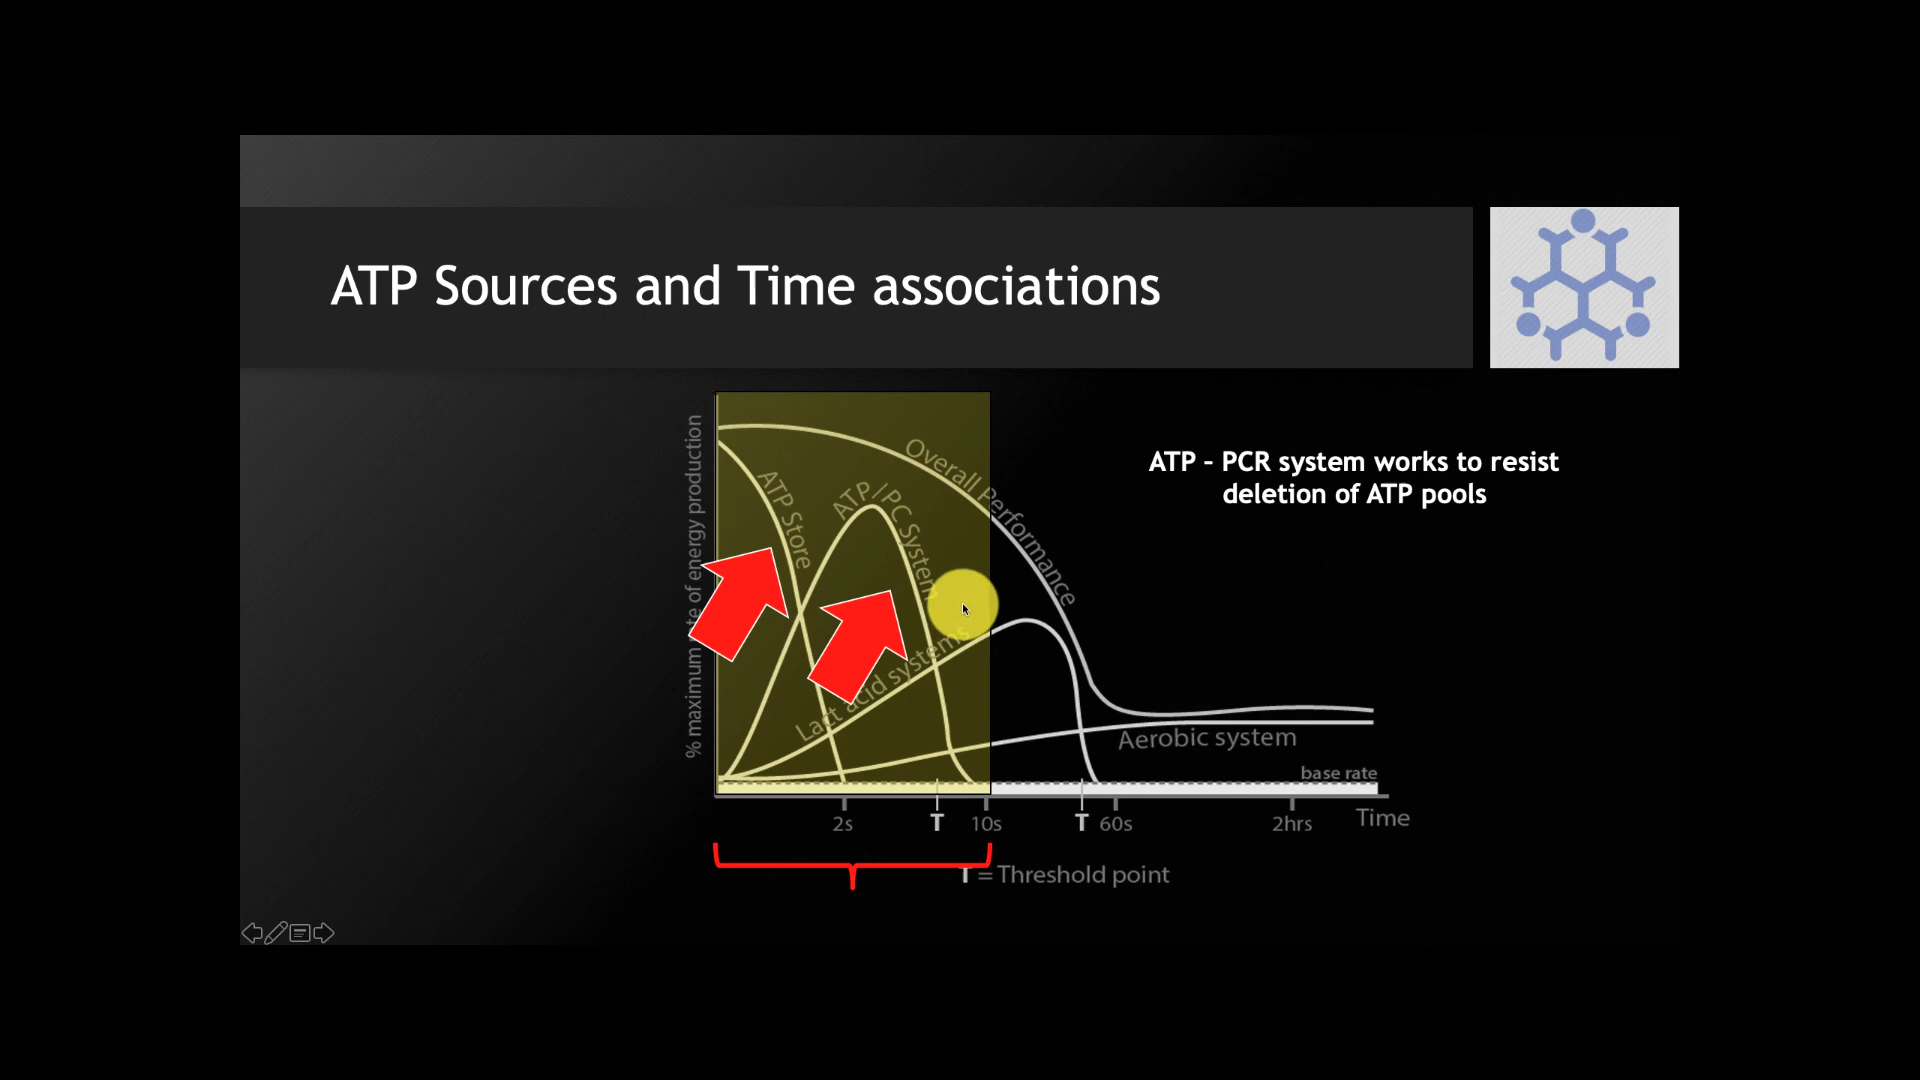 ATP Sources and Time associations
ATP – PCR system works to resist
deletion of ATP pools
% maximum rate of energy production
Overall Performance
ATP Store
ATP/PC System
Lact acid systems
Aerobic system
base rate
2s
T
10s
T
60s
2hrs
Time
T = Threshold point